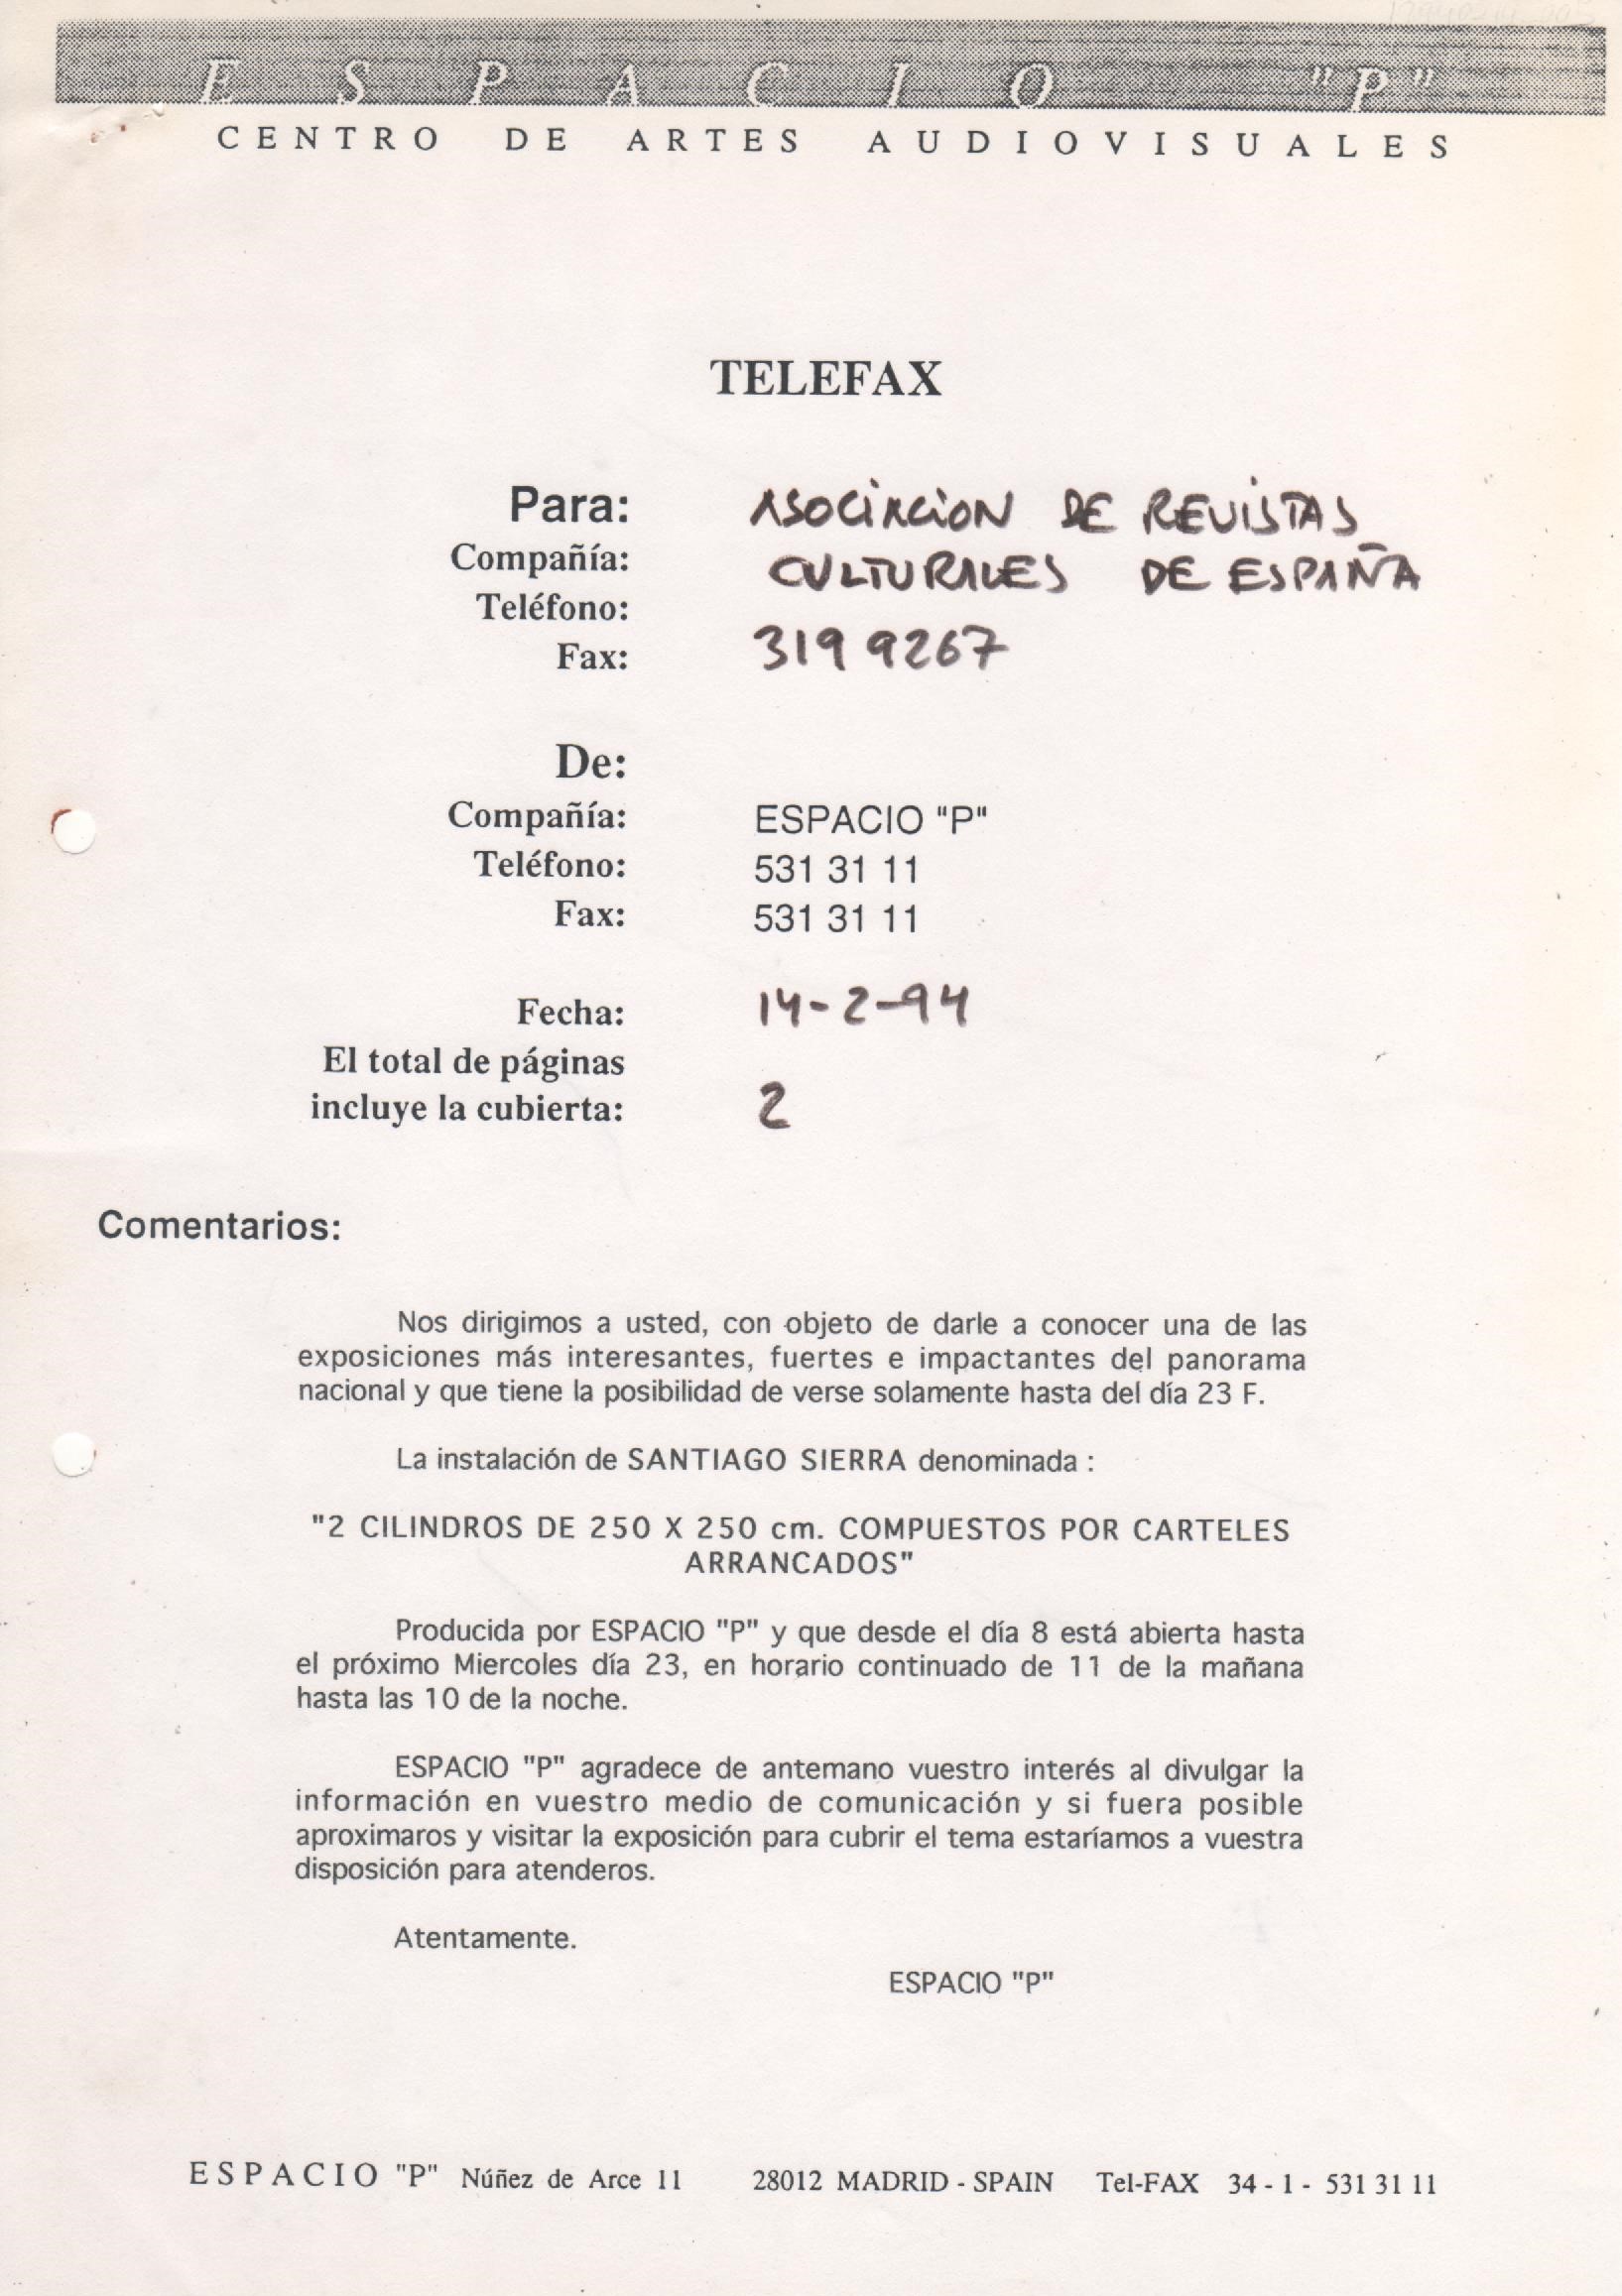 ESPACIO "P"
CENTRO DE ARTES AUDIOVISUALES
TELEFAX
Para: ASOCIACION DE REVISTAS
Compañía: CULTURALES DE ESPAÑA
Teléfono:
Fax: 319 9267
De:
Compañía: ESPACIO "P"
Teléfono: 531 31 11
Fax: 531 31 11
Fecha: 14-2-94
El total de páginas
incluye la cubierta: 2
Comentarios:
Nos dirigimos a usted, con objeto de darle a conocer una de las
exposiciones más interesantes, fuertes e impactantes del panorama
nacional y que tiene la posibilidad de verse solamente hasta del día 23 F.
La instalación de SANTIAGO SIERRA denominada :
"2 CILINDROS DE 250 X 250 cm. COMPUESTOS POR CARTELES
ARRANCADOS"
Producida por ESPACIO "P" y que desde el día 8 está abierta hasta
el próximo Miercoles día 23, en horario continuado de 11 de la mañana
hasta las 10 de la noche.
ESPACIO "P" agradece de antemano vuestro interés al divulgar la
información en vuestro medio de comunicación y si fuera posible
aproximaros y visitar la exposición para cubrir el tema estaríamos a vuestra
disposición para atenderos.
Atentamente.
ESPACIO "P"
ESPACIO "P" Núñez de Arce 11 28012 MADRID - SPAIN Tel-FAX 34 - 1 - 531 31 11